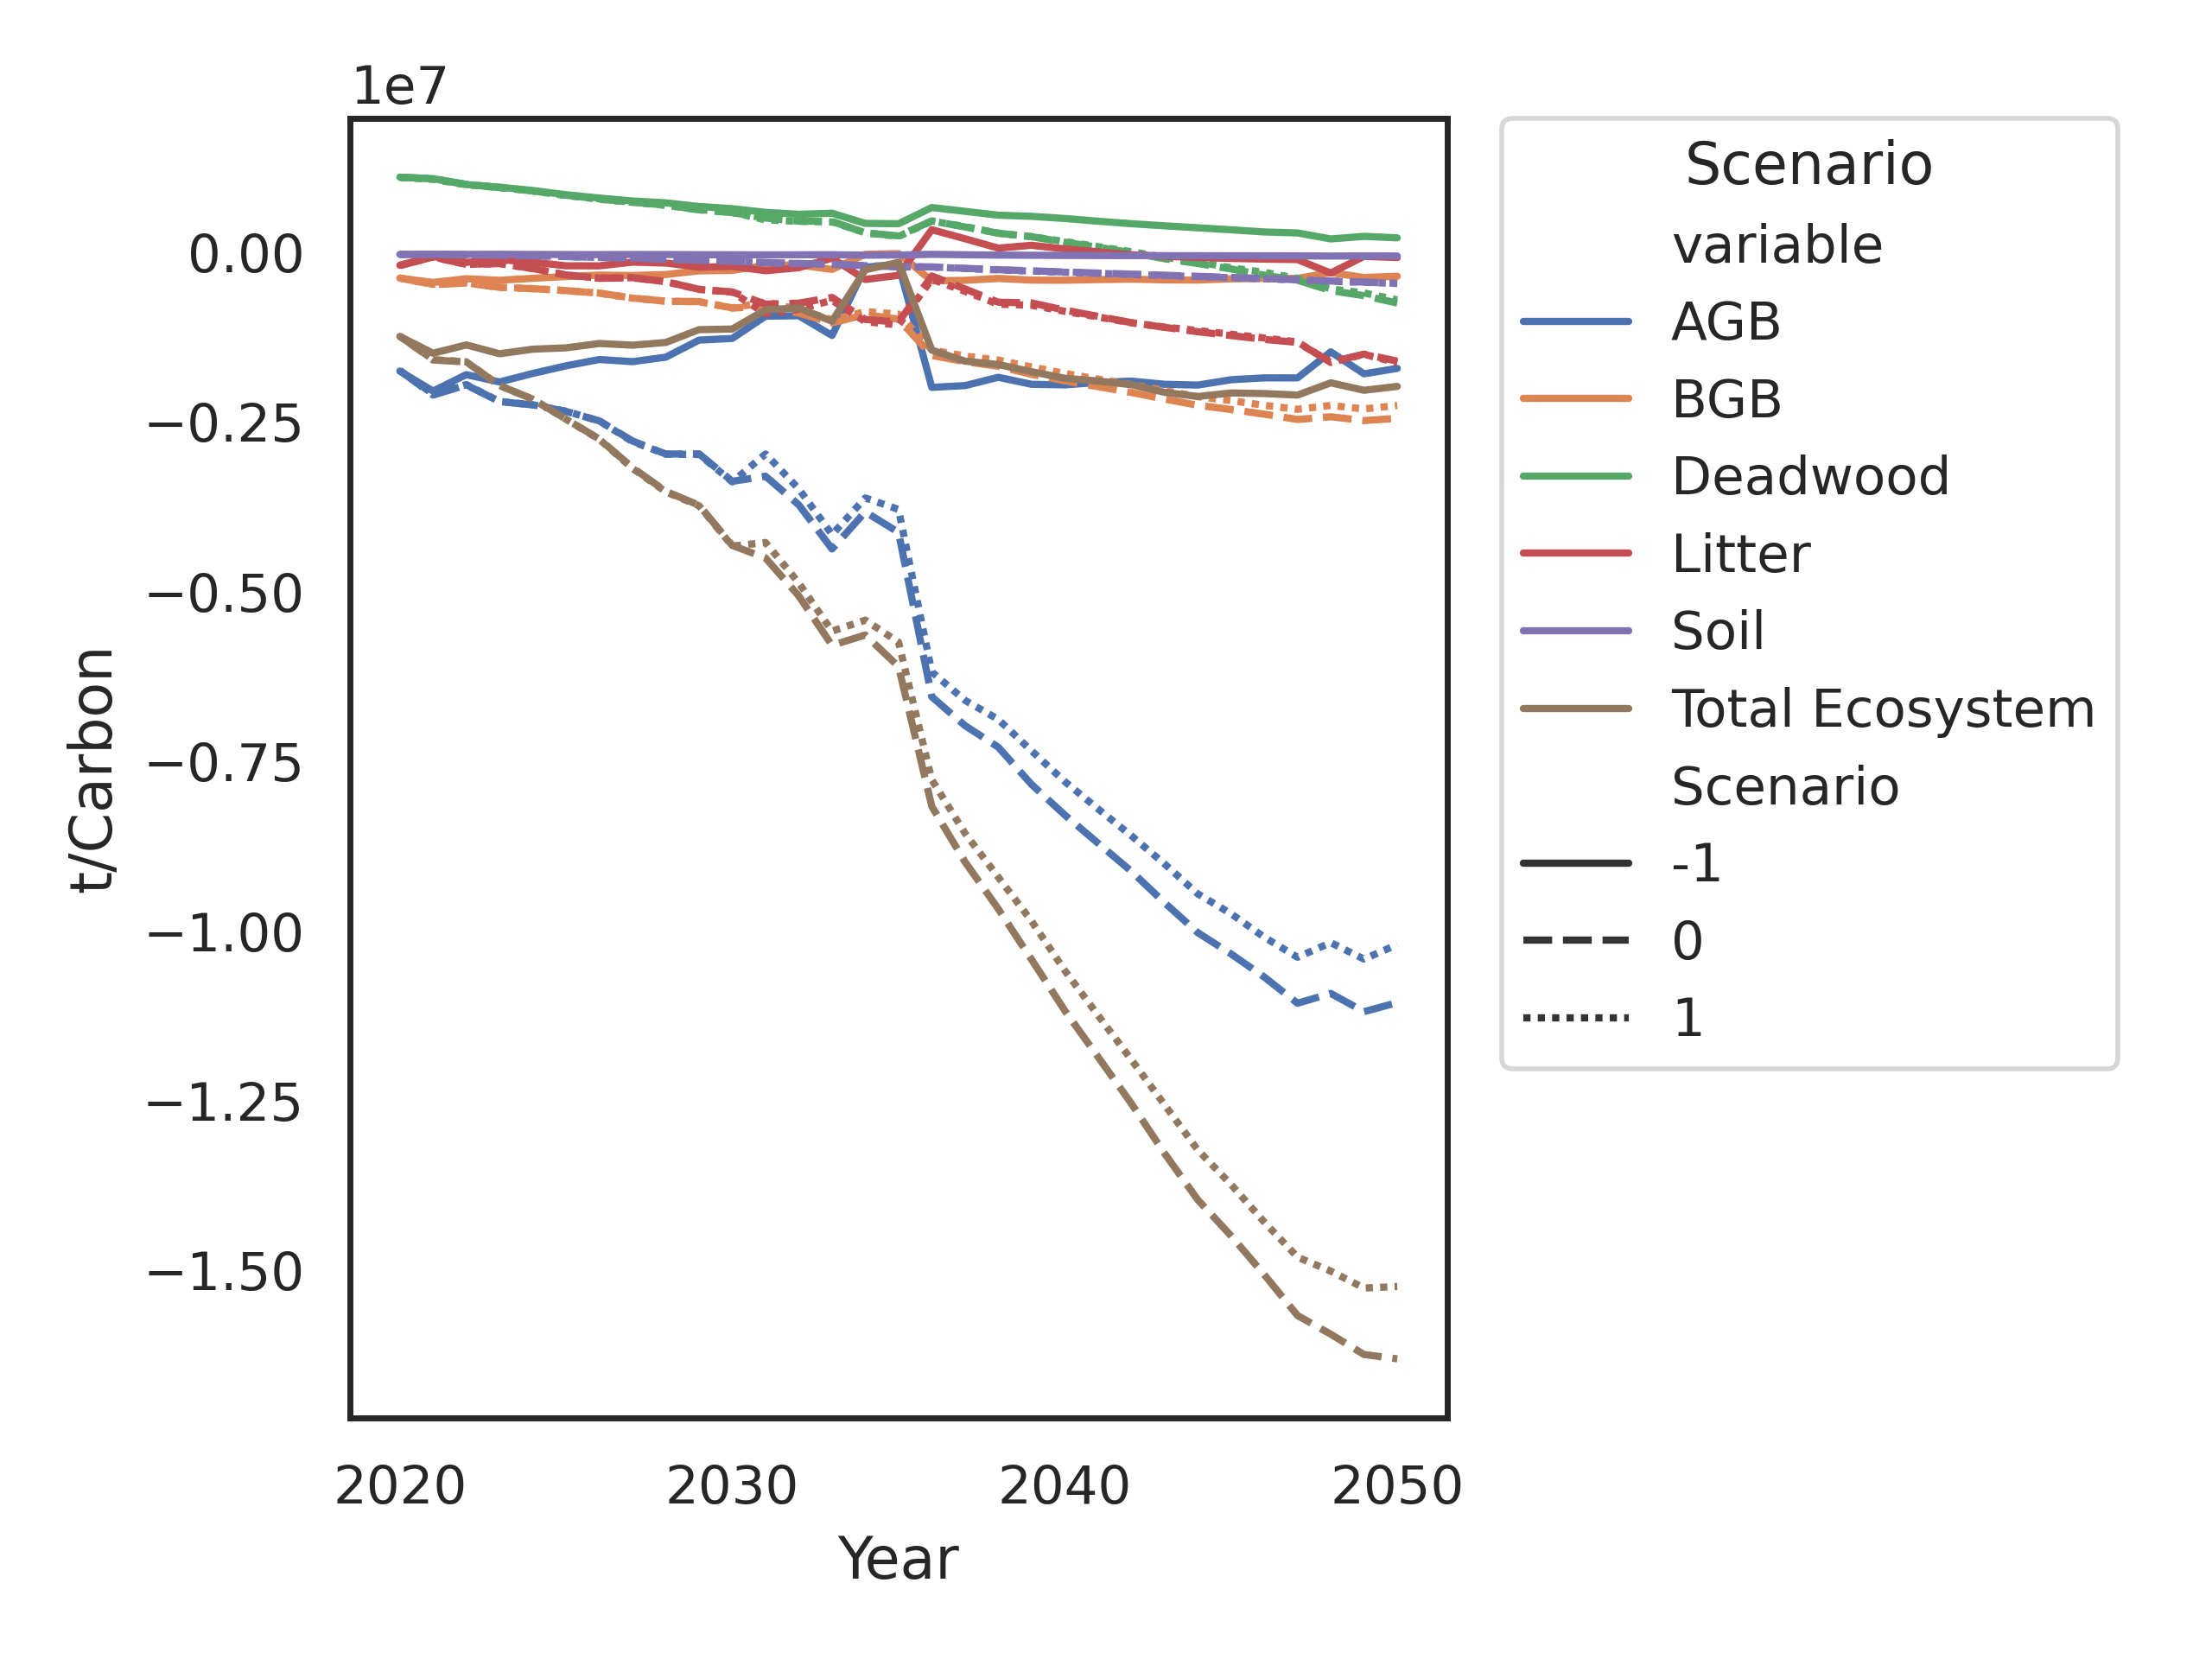 1e7
0.00
−0.25
−0.50
−0.75
−1.00
−1.25
−1.50
t/Carbon
2020 2030 2040 2050
Year
Scenario
variable
AGB
BGB
Deadwood
Litter
Soil
Total Ecosystem
Scenario
-1
0
1